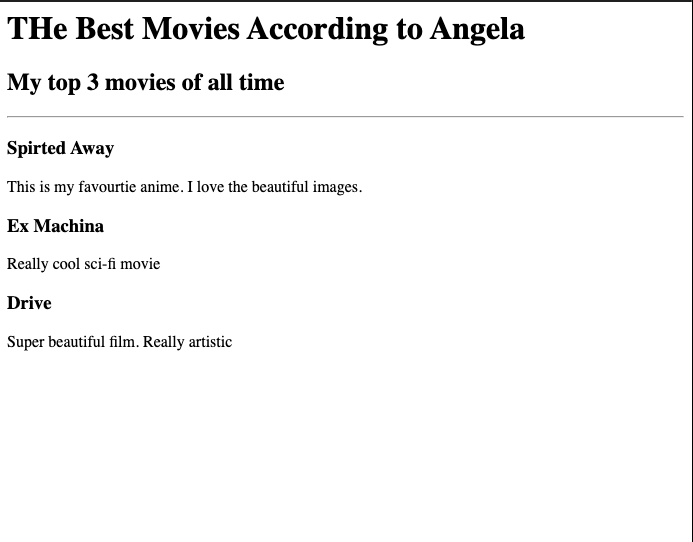 THe Best Movies According to Angela
My top 3 movies of all time
Spirted Away
This is my favourtie anime. I love the beautiful images.
Ex Machina
Really cool sci-fi movie
Drive
Super beautiful film. Really artistic